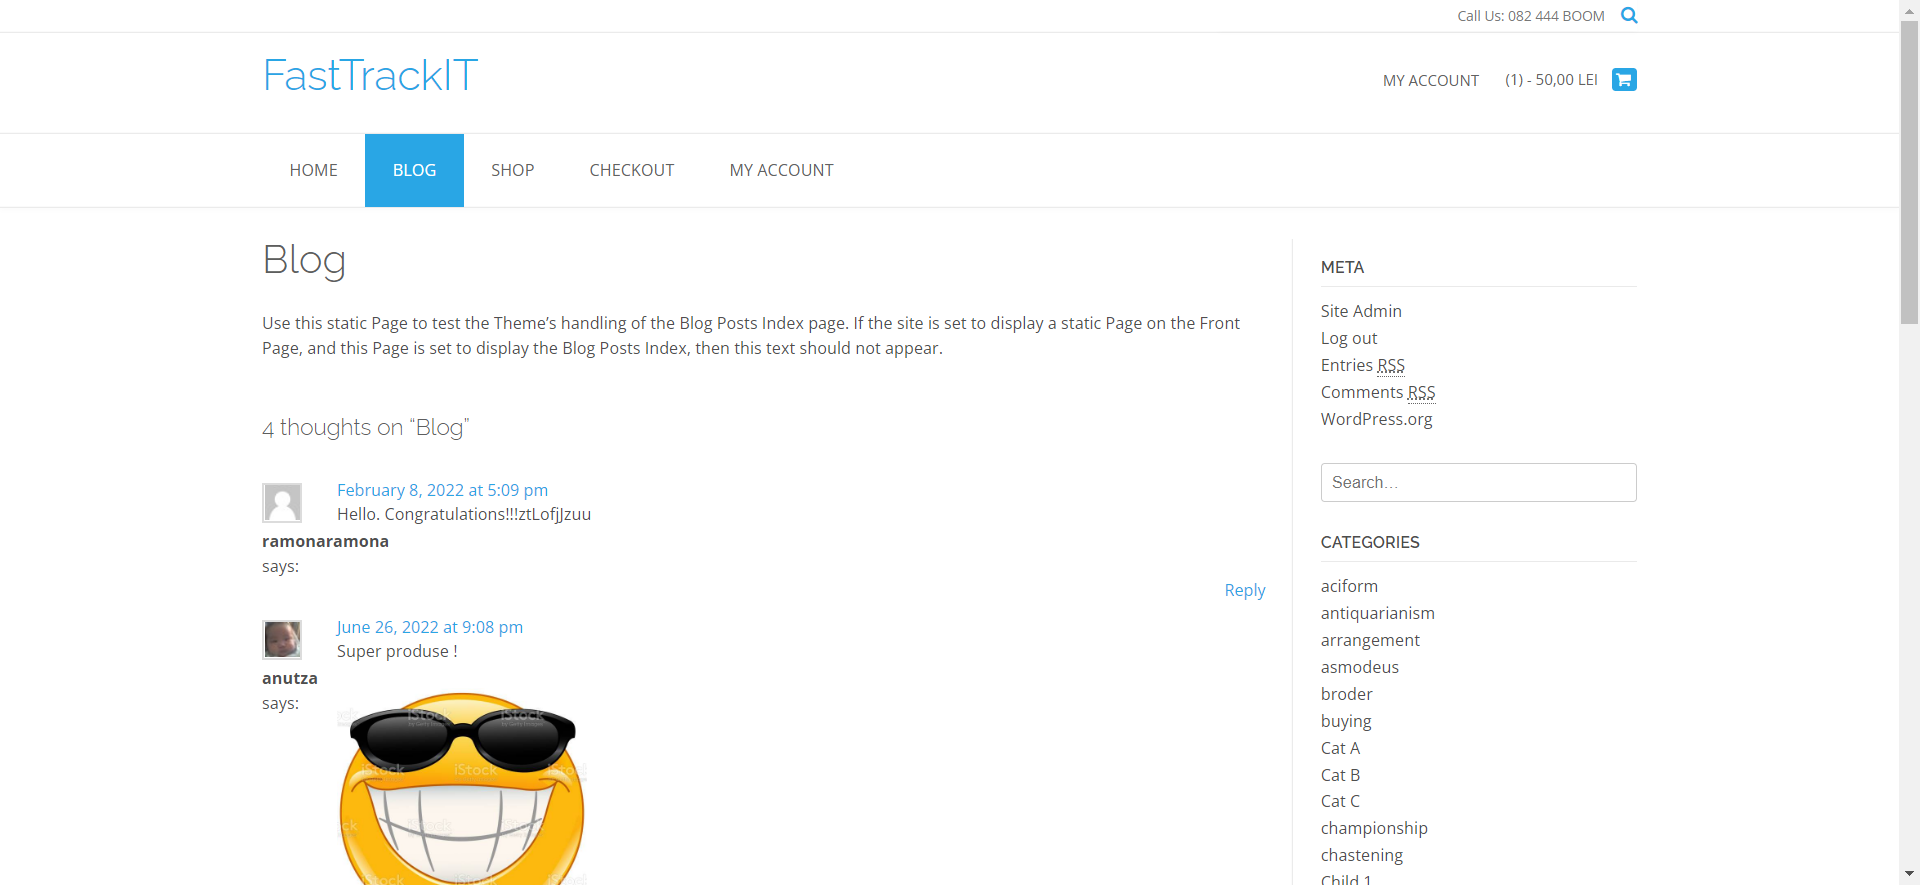 Call Us: 082 444 BOOM
FastTrackIT
MY ACCOUNT
(1) - 50,00 LEI
HOME
BLOG
SHOP
CHECKOUT
MY ACCOUNT
Blog
Use this static Page to test the Theme’s handling of the Blog Posts Index page. If the site is set to display a static Page on the Front
Page, and this Page is set to display the Blog Posts Index, then this text should not appear.
4 thoughts on “Blog”
February 8, 2022 at 5:09 pm
Hello. Congratulations!!!ztLofjJzuu
ramonaramona
says:
Reply
June 26, 2022 at 9:08 pm
Super produse !
anutza
says:
iStock
iStock
iStock
iStock
META
Site Admin
Log out
Entries RSS
Comments RSS
WordPress.org
Search…
CATEGORIES
aciform
antiquarianism
arrangement
asmodeus
broder
buying
Cat A
Cat B
Cat C
championship
chastening
Child 1